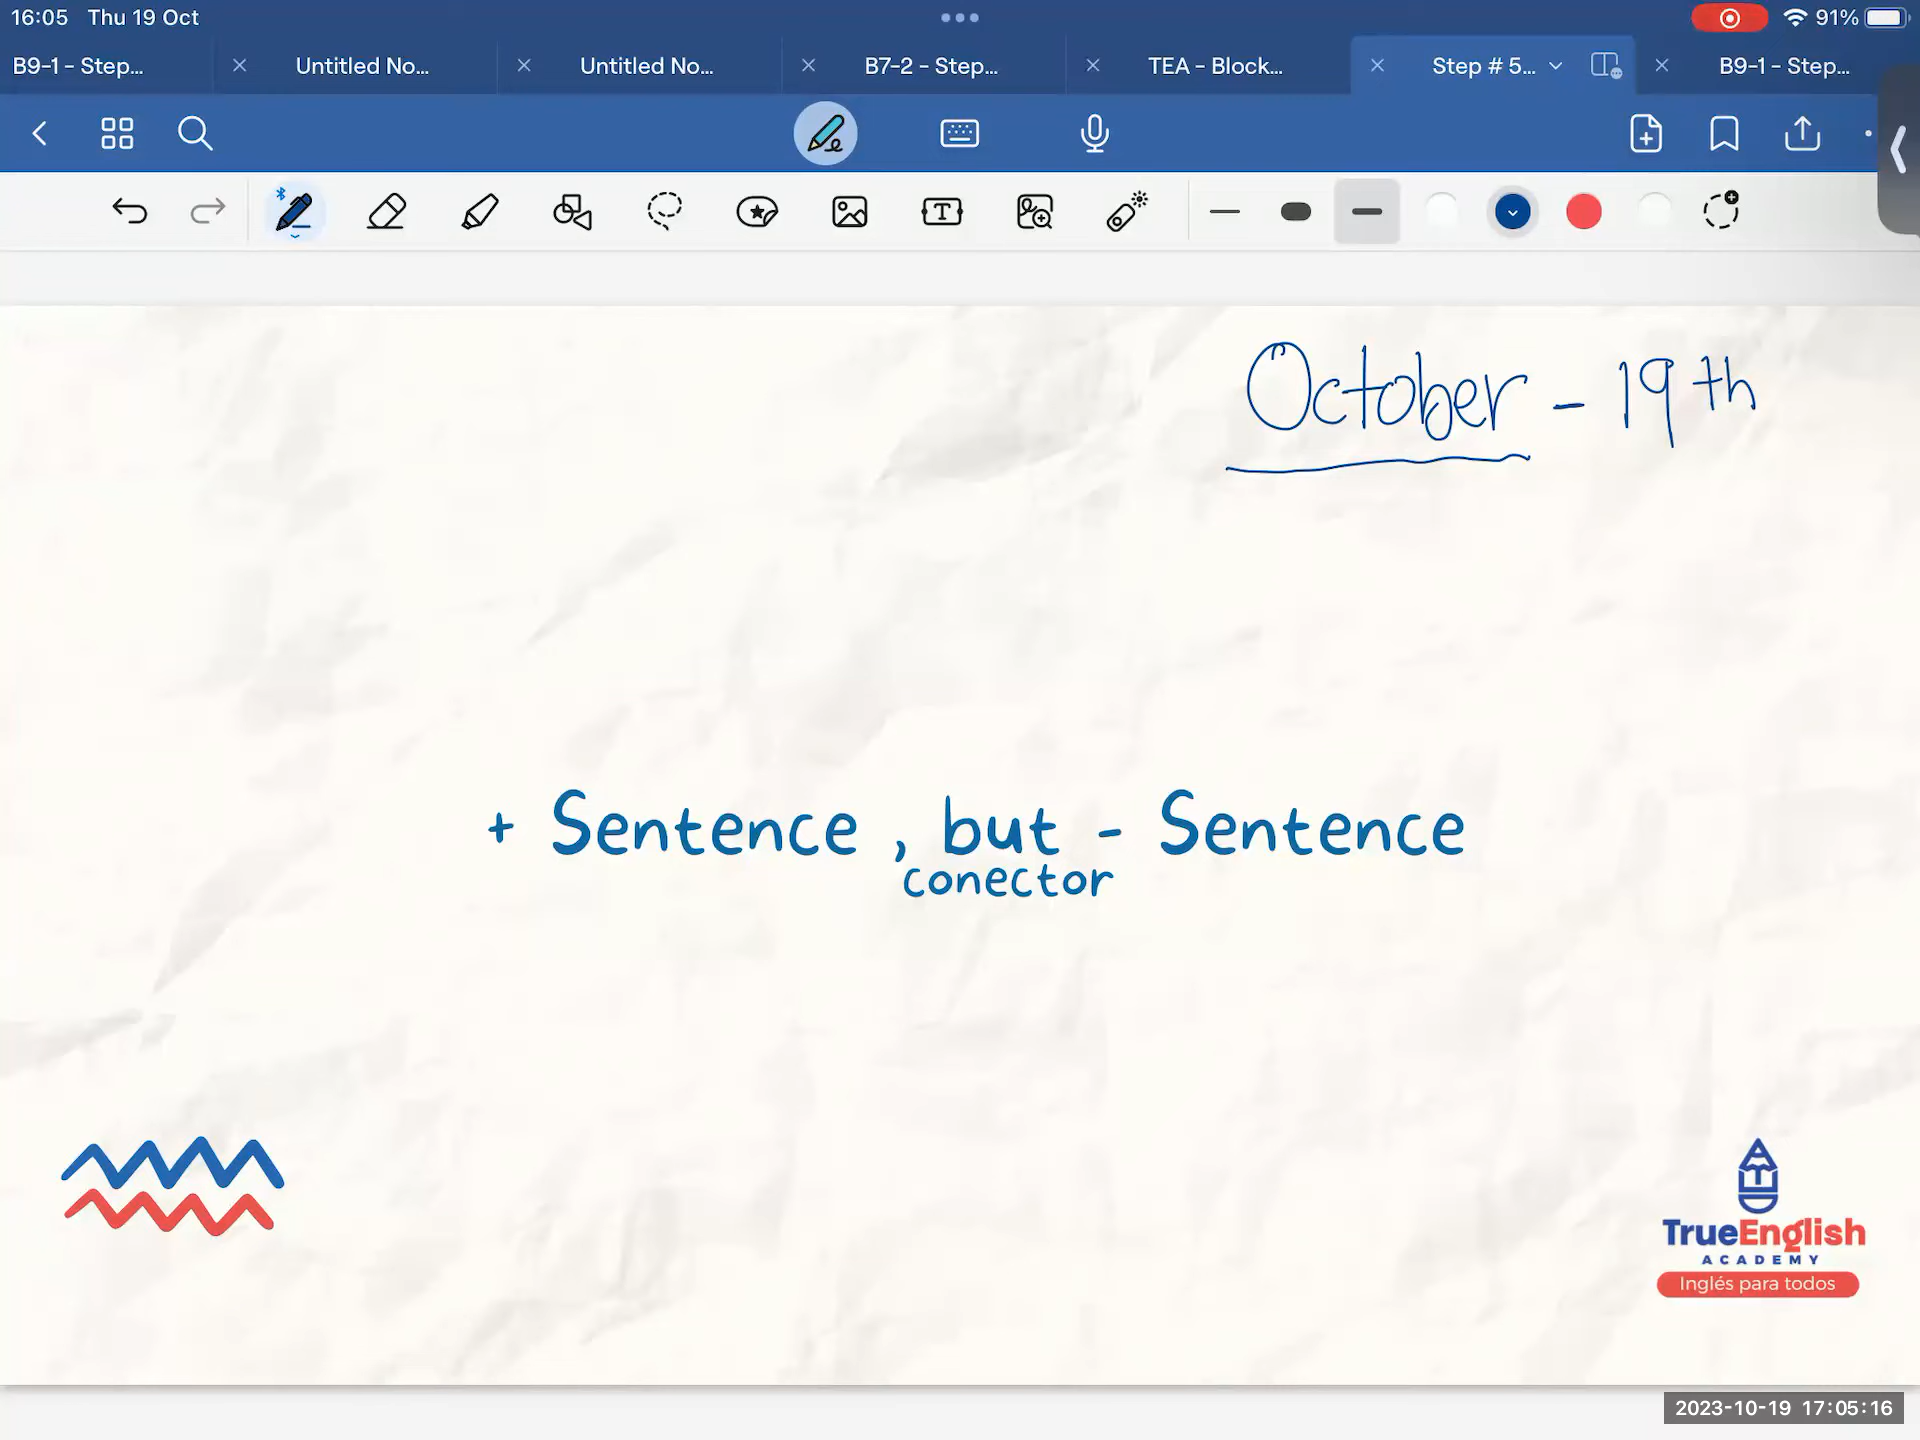 16:05 Thu 19 Oct
91%
B9-1 - Step...
Untitled No...
Untitled No...
B7-2 - Step...
TEA - Block...
Step # 5...
B9-1 - Step...
October - 19th
+ Sentence , but - Sentence
conector
TrueEnglish
ACADEMY
Inglés para todos
2023-10-19 17:05:16